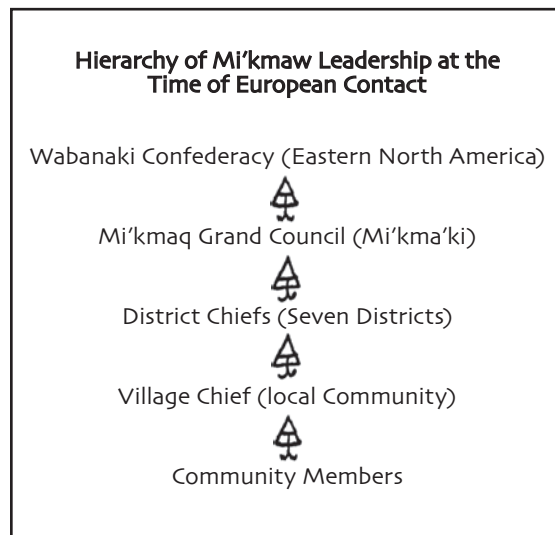 Hierarchy of Mi’kmaw Leadership at the
Time of European Contact
Wabanaki Confederacy (Eastern North America)
Mi’kmaq Grand Council (Mi’kma’ki)
District Chiefs (Seven Districts)
Village Chief (local Community)
Community Members